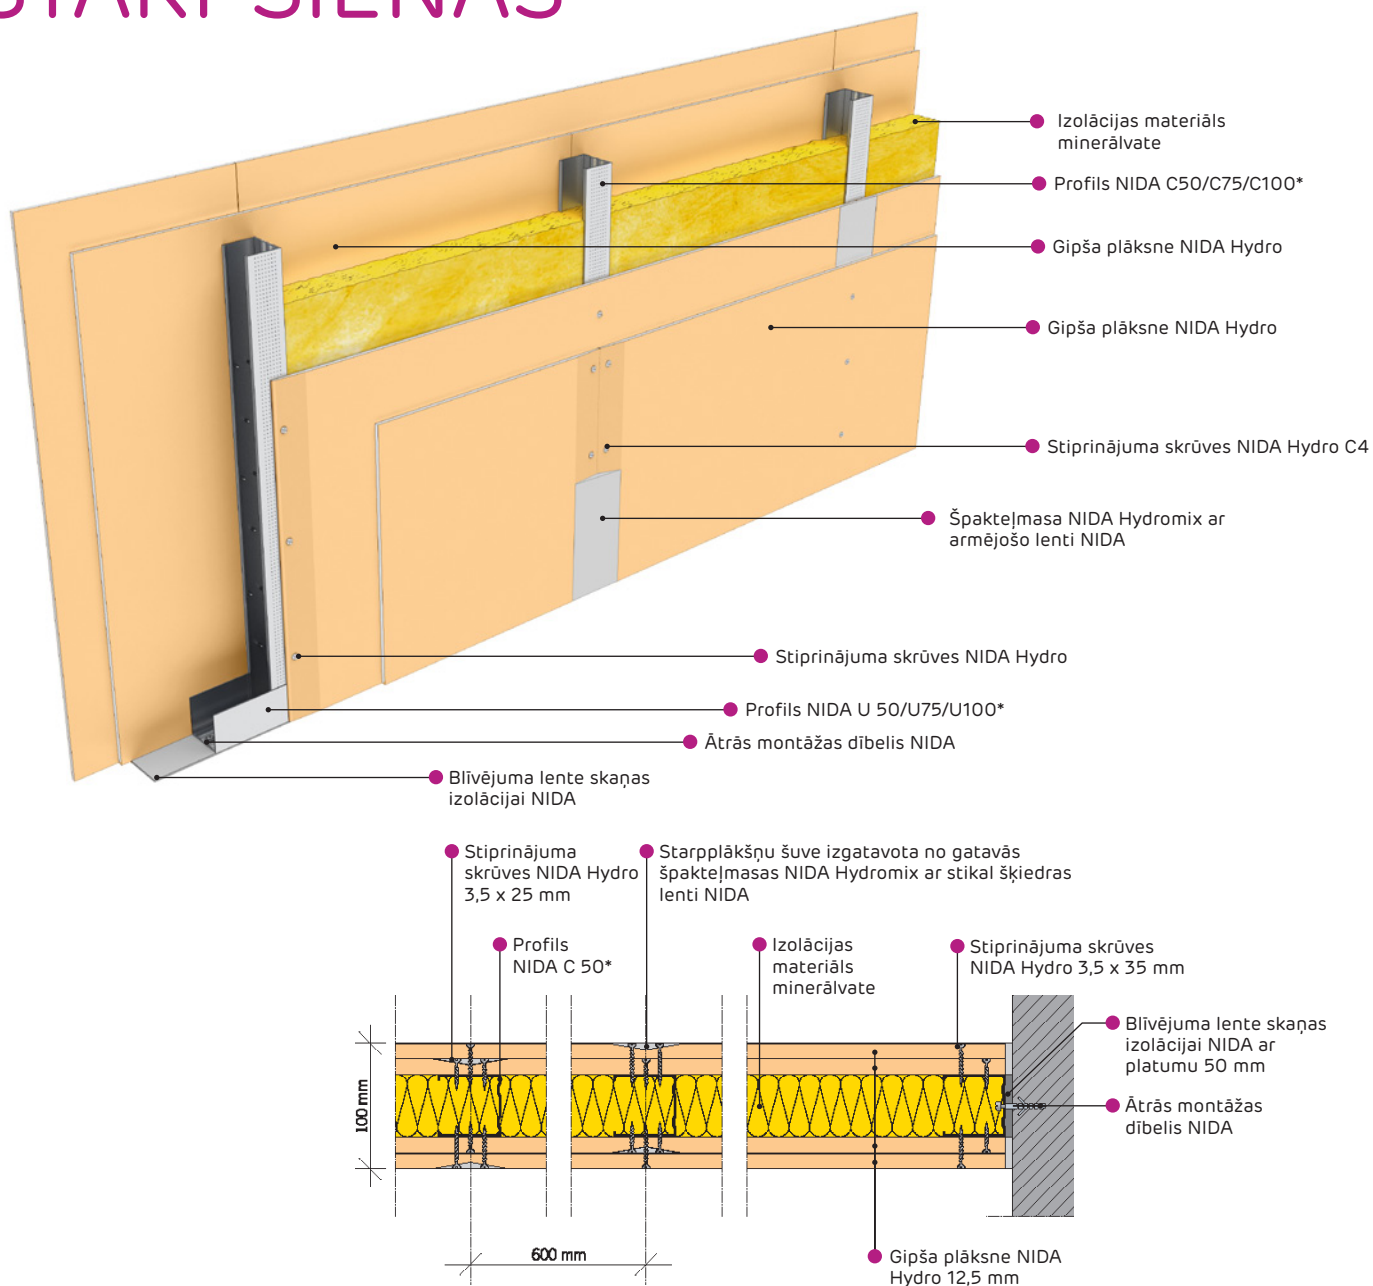 STARPSIENAS
Izolācijas materiāls
minerālvate
Profils NIDA C50/C75/C100*
Gipša plāksne NIDA Hydro
Gipša plāksne NIDA Hydro
Stiprinājuma skrūves NIDA Hydro C4
Špakteļmasa NIDA Hydromix ar
armējošo lenti NIDA
Stiprinājuma skrūves NIDA Hydro
Profils NIDA U 50/U75/U100*
Ātrās montāžas dībelis NIDA
Blīvējuma lente skaņas
izolācijai NIDA
Stiprinājuma
skrūves NIDA Hydro
3,5 x 25 mm
Starpplākšņu šuve izgatavota no gatavās
špakteļmasas NIDA Hydromix ar stikal šķiedras
lenti NIDA
Profils
NIDA C 50*
Izolācijas
materiāls
minerālvate
Stiprinājuma skrūves
NIDA Hydro 3,5 x 35 mm
Blīvējuma lente skaņas
izolācijai NIDA ar
platumu 50 mm
Ātrās montāžas
dībelis NIDA
100 mm
600 mm
Gipša plāksne NIDA
Hydro 12,5 mm